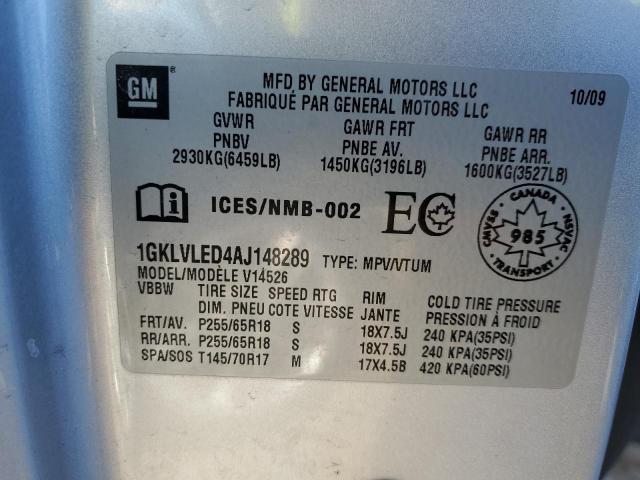 GM ®
MFD BY GENERAL MOTORS LLC
FABRIQUÉ PAR GENERAL MOTORS LLC
10/09
GVWR GAWR FRT GAWR RR
PNBV PNBE AV. PNBE ARR.
2930KG(6459LB) 1450KG(3196LB) 1600KG(3527LB)
i ICES/NMB-002 EC
CANADA
CMVSS 985 NSVAC
TRANSPORT
1GKLVLED4AJ148289 TYPE: MPV/VTUM
MODEL/MODÈLE V14526
VBBW TIRE SIZE SPEED RTG RIM COLD TIRE PRESSURE
DIM. PNEU COTE VITESSE JANTE PRESSION À FROID
FRT/AV. P255/65R18 S 18X7.5J 240 KPA(35PSI)
RR/ARR. P255/65R18 S 18X7.5J 240 KPA(35PSI)
SPA/SOS T145/70R17 M 17X4.5B 420 KPA(60PSI)